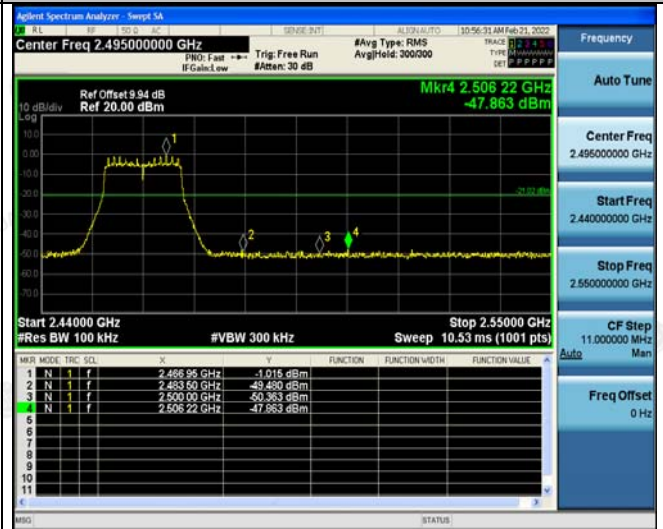 Agilent Spectrum Analyzer - Swept SA
RL RF 50 Ω AC SENSE:INT ALIGN AUTO 10:56:31 AM Feb 21, 2022
Center Freq 2.495000000 GHz
PNO: Fast
IFGain:Low
Trig: Free Run
#Atten: 30 dB
#Avg Type: RMS
Avg|Hold: 300/300
TRACE 1 2 3 4 5 6
TYPE M
DET P P P P P P
Frequency
Ref Offset 9.94 dB
10 dB/div Ref 20.00 dBm
Log
Mkr4 2.506 22 GHz
-47.863 dBm
Auto Tune
10.0
0.00
-10.0
-20.0
-30.0
-40.0
-50.0
-60.0
-70.0
1
2
3
4
-21.02 dBm
Center Freq
2.495000000 GHz
Start Freq
2.440000000 GHz
Stop Freq
2.550000000 GHz
Start 2.44000 GHz Stop 2.55000 GHz
#Res BW 100 kHz #VBW 300 kHz Sweep 10.53 ms (1001 pts)
CF Step
11.000000 MHz
Auto Man
MKR MODE TRC SCL X Y FUNCTION FUNCTION WIDTH FUNCTION VALUE
1 N 1 f 2.466 95 GHz -1.015 dBm
2 N 1 f 2.483 50 GHz -49.480 dBm
3 N 1 f 2.500 00 GHz -50.363 dBm
4 N 1 f 2.506 22 GHz -47.863 dBm
5
6
7
8
9
10
11
Freq Offset
0 Hz
MSG STATUS